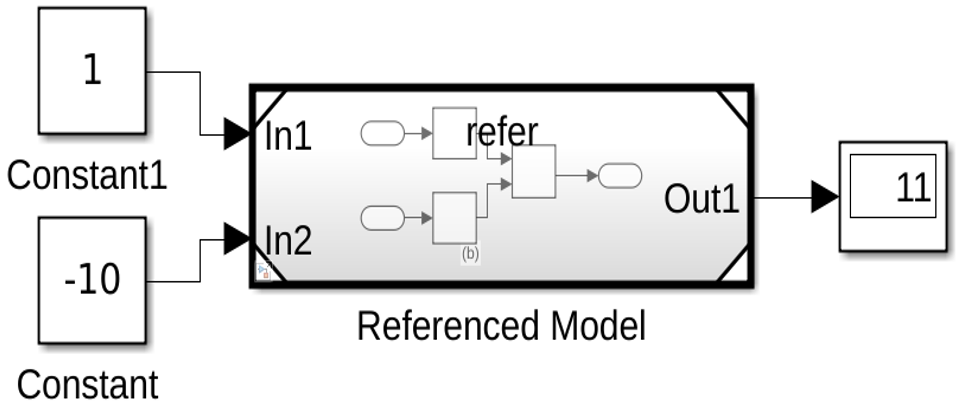 1
Constant1
In1
refer
Out1
11
In2
(b)
-10
Referenced Model
Constant